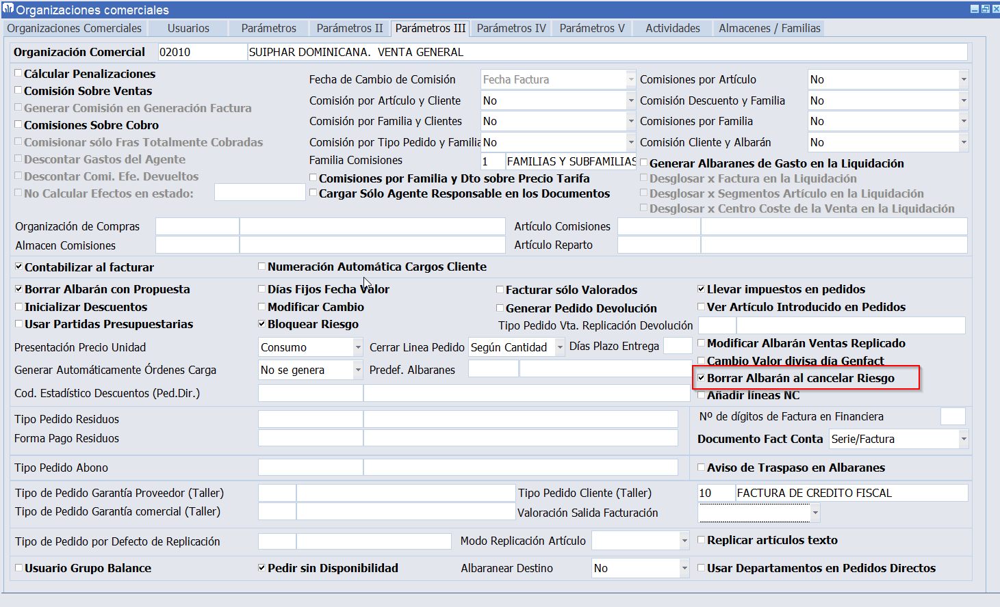 Organizaciones comerciales
Organizaciones Comerciales Usuarios Parámetros Parámetros II Parámetros III Parámetros IV Parámetros V Actividades Almacenes / Familias
Organización Comercial 02010 SUIPHAR DOMINICANA. VENTA GENERAL
Cálcular Penalizaciones
Comisión Sobre Ventas
Generar Comisión en Generación Factura
Comisiones Sobre Cobro
Comisionar sólo Fras Totalmente Cobradas
Descontar Gastos del Agente
Descontar Comi. Efe. Devueltos
No Calcular Efectos en estado:
Fecha de Cambio de Comisión Fecha Factura
Comisión por Artículo y Cliente No
Comisión por Familia y Clientes No
Comisión por Tipo Pedido y Familia No
Familia Comisiones 1 FAMILIAS Y SUBFAMILIAS
Comisiones por Familia y Dto sobre Precio Tarifa
Cargar Sólo Agente Responsable en los Documentos
Comisiones por Artículo No
Comisión Descuento y Familia No
Comisiones por Familia No
Comisión Cliente y Albarán No
Generar Albaranes de Gasto en la Liquidación
Desglosar x Factura en la Liquidación
Desglosar x Segmentos Artículo en la Liquidación
Desglosar x Centro Coste de la Venta en la Liquidación
Organización de Compras Artículo Comisiones
Almacen Comisiones Artículo Reparto
Contabilizar al facturar Numeración Automática Cargos Cliente
Borrar Albarán con Propuesta Días Fijos Fecha Valor Facturar sólo Valorados Llevar impuestos en pedidos
Inicializar Descuentos Modificar Cambio Generar Pedido Devolución Ver Artículo Introducido en Pedidos
Usar Partidas Presupuestarias Bloquear Riesgo Tipo Pedido Vta. Replicación Devolución
Presentación Precio Unidad Consumo Cerrar Linea Pedido Según Cantidad Días Plazo Entrega Modificar Albarán Ventas Replicado
Cambio Valor divisa día Genfact
Generar Automáticamente Órdenes Carga No se genera Predef. Albaranes Borrar Albarán al cancelar Riesgo
Cod. Estadístico Descuentos (Ped.Dir.) Añadir líneas NC
Tipo Pedido Residuos Nº de dígitos de Factura en Financiera
Forma Pago Residuos Documento Fact Conta Serie/Factura
Tipo Pedido Abono Aviso de Traspaso en Albaranes
Tipo de Pedido Garantía Proveedor (Taller) Tipo Pedido Cliente (Taller) 10 FACTURA DE CREDITO FISCAL
Tipo de Pedido Garantía comercial (Taller) Valoración Salida Facturación
Tipo de Pedido por Defecto de Replicación Modo Replicación Artículo Replicar artículos texto
Usuario Grupo Balance Pedir sin Disponibilidad Albaranear Destino No Usar Departamentos en Pedidos Directos